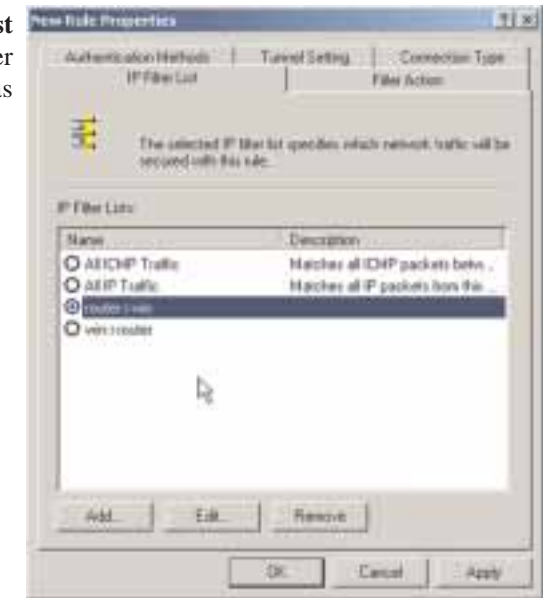 st
er
as
New Rule Properties
Authentication Methods Tunnel Setting Connection Type
IP Filter List Filter Action
The selected IP filter list specifies which network traffic will be
secured with this rule.
IP Filter Lists:
Name Description
All ICMP Traffic Matches all ICMP packets betw...
All IP Traffic Matches all IP packets from this ...
router
win router
Add... Edit... Remove
OK Cancel Apply